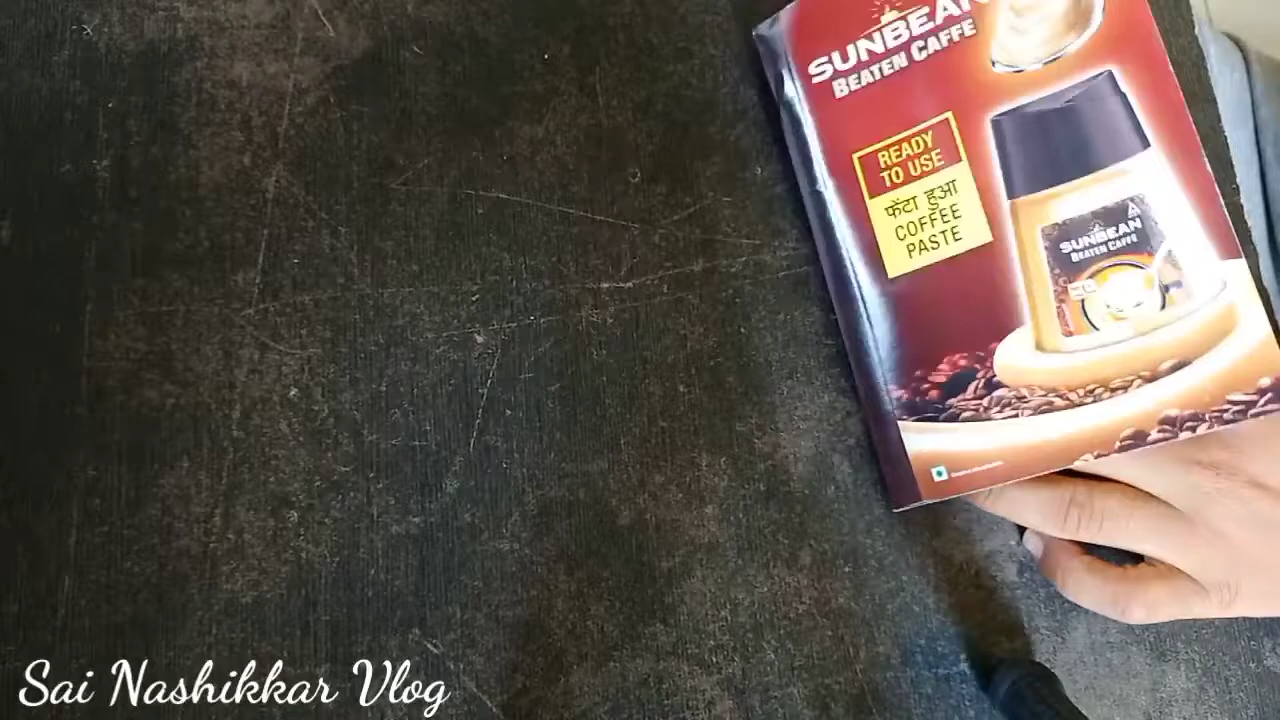 SUNBEAN
BEATEN CAFFE
READY
TO USE
फेंटा हुआ
COFFEE
PASTE
SUNBEAN
BEATEN CAFFE
Sai Nashikkar Vlog